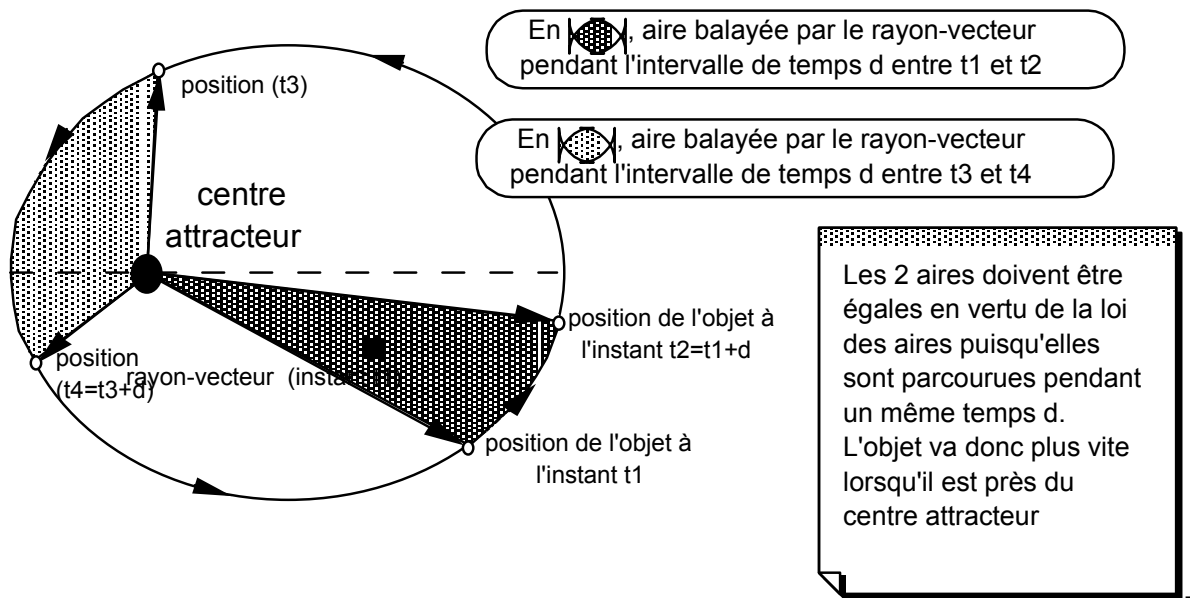 En , aire balayée par le rayon-vecteur
pendant l'intervalle de temps d entre t1 et t2
position (t3)
En , aire balayée par le rayon-vecteur
pendant l'intervalle de temps d entre t3 et t4
centre
attracteur
Les 2 aires doivent être
égales en vertu de la loi
des aires puisqu'elles
sont parcourues pendant
un même temps d.
L'objet va donc plus vite
lorsqu'il est près du
centre attracteur
position de l'objet à
l'instant t2=t1+d
position
(t4=t3+d)
rayon-vecteur
position de l'objet à
l'instant t1